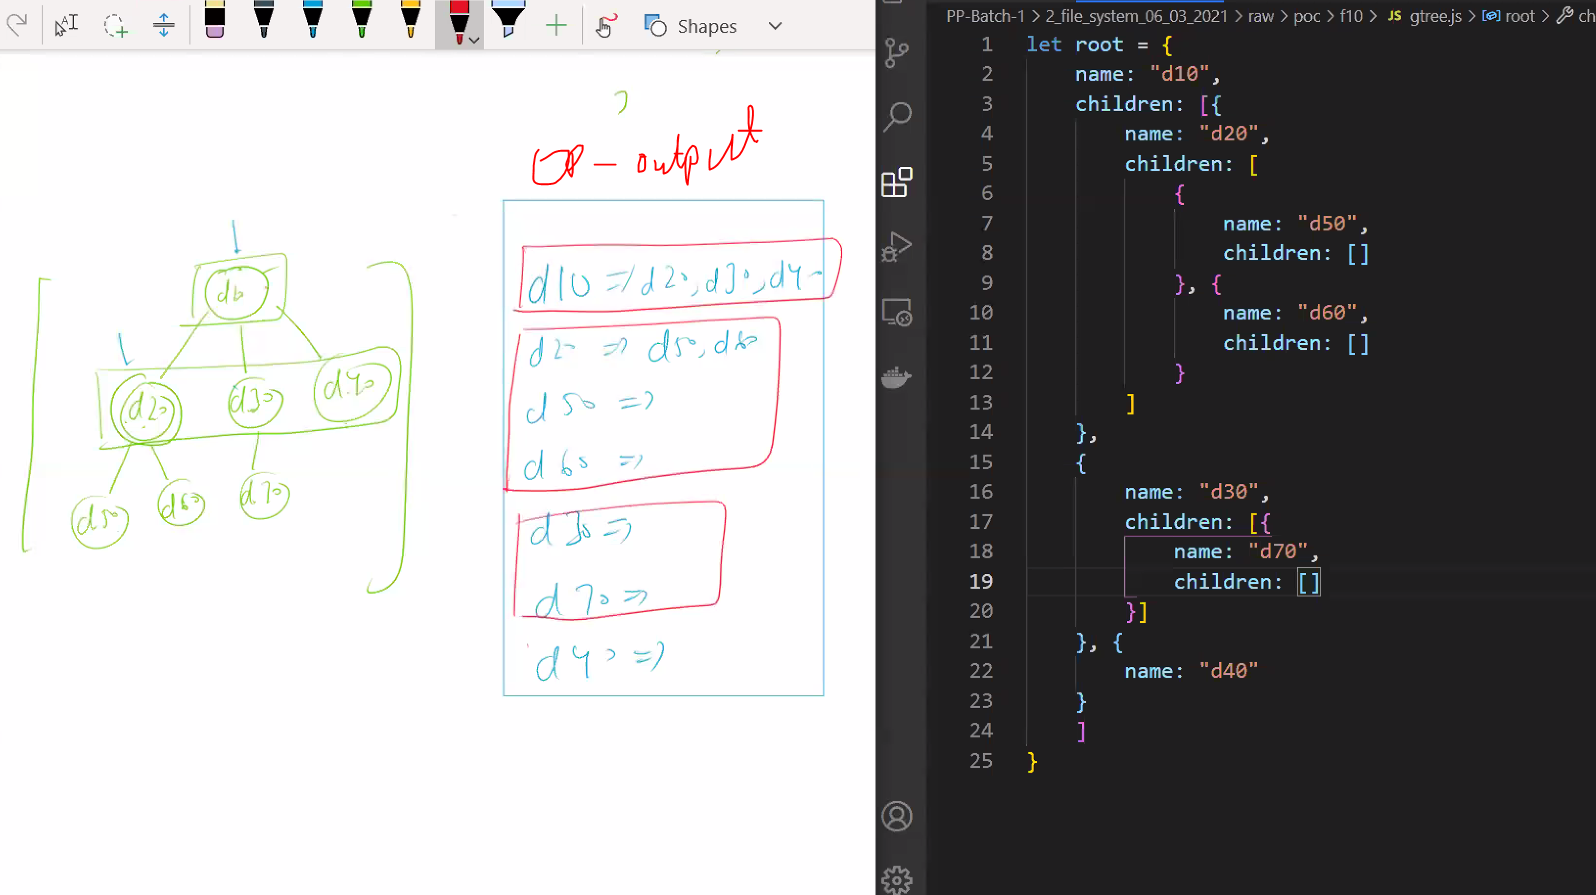 Shapes
OP - output
d10 => d20, d30, d40
d20 => d50, d60
d50 =>
d60 =>
d30 =>
d70 =>
d40 =>
d20
d30
d40
d50
d60
d70
PP-Batch-1 > 2_file_system_06_03_2021 > raw > poc > f10 > JS gtree.js > root > ch
1 let root = {
2 name: "d10",
3 children: [{
4 name: "d20",
5 children: [
6 {
7 name: "d50",
8 children: []
9 }, {
10 name: "d60",
11 children: []
12 }
13 ]
14 },
15 {
16 name: "d30",
17 children: [{
18 name: "d70",
19 children: []
20 }]
21 }, {
22 name: "d40"
23 }
24 ]
25 }